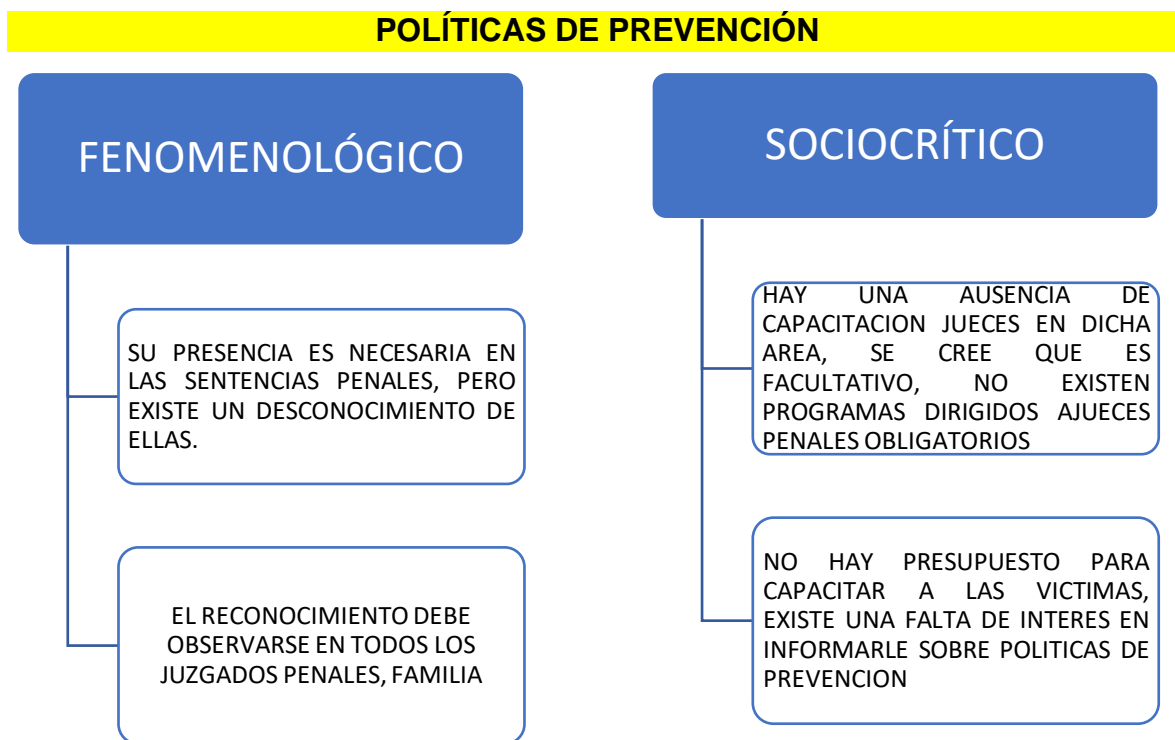 POLÍTICAS DE PREVENCIÓN
FENOMENOLÓGICO
SU PRESENCIA ES NECESARIA EN
LAS SENTENCIAS PENALES, PERO
EXISTE UN DESCONOCIMIENTO DE
ELLAS.
EL RECONOCIMIENTO DEBE
OBSERVARSE EN TODOS LOS
JUZGADOS PENALES, FAMILIA
SOCIOCRÍTICO
HAY UNA AUSENCIA DE
CAPACITACION JUECES EN DICHA
AREA, SE CREE QUE ES
FACULTATIVO, NO EXISTEN
PROGRAMAS DIRIGIDOS AJUECES
PENALES OBLIGATORIOS
NO HAY PRESUPUESTO PARA
CAPACITAR A LAS VICTIMAS,
EXISTE UNA FALTA DE INTERES EN
INFORMARLE SOBRE POLITICAS DE
PREVENCION